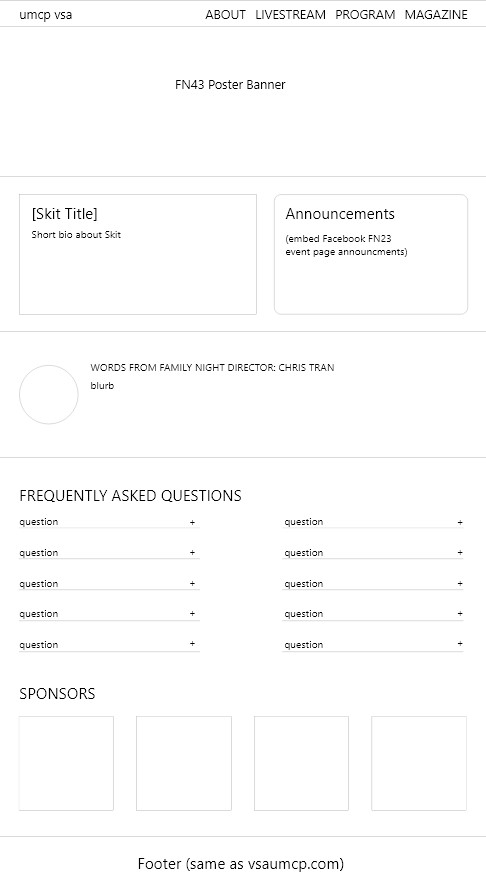 umcp vsa ABOUT LIVESTREAM PROGRAM MAGAZINE
FN43 Poster Banner
[Skit Title]
Short bio about Skit
Announcements
(embed Facebook FN23
event page announcments)
WORDS FROM FAMILY NIGHT DIRECTOR: CHRIS TRAN
blurb
FREQUENTLY ASKED QUESTIONS
question + question +
question + question +
question + question +
question + question +
question + question +
SPONSORS
Footer (same as vsaumcp.com)